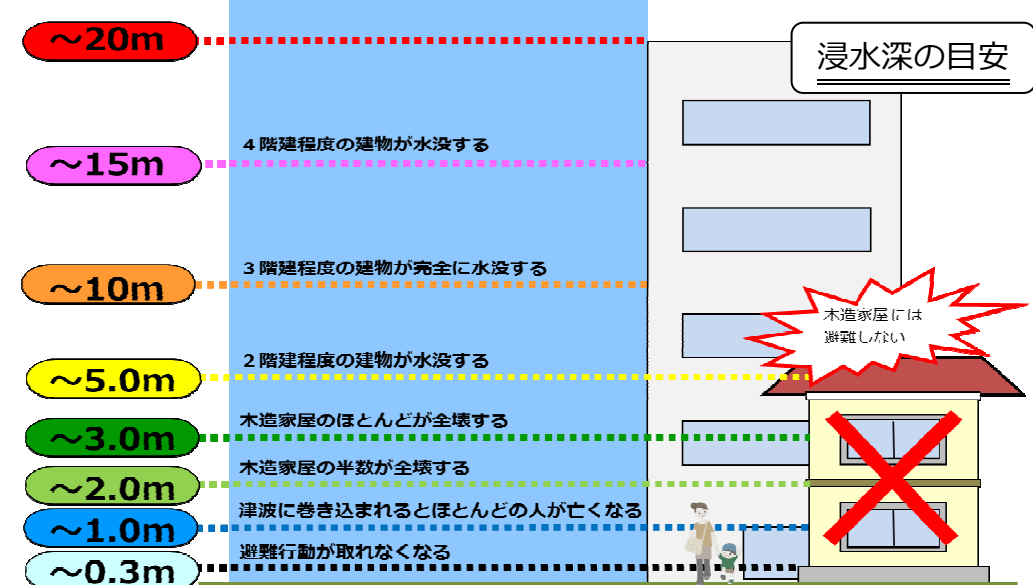 浸水深の目安
～20m
４階建程度の建物が水没する
～15m
３階建程度の建物が完全に水没する
～10m
木造家屋には
避難しない
２階建程度の建物が水没する
～5.0m
木造家屋のほとんどが全壊する
～3.0m
木造家屋の半数が全壊する
～2.0m
津波に巻き込まれるとほとんどの人が亡くなる
～1.0m
避難行動が取れなくなる
～0.3m